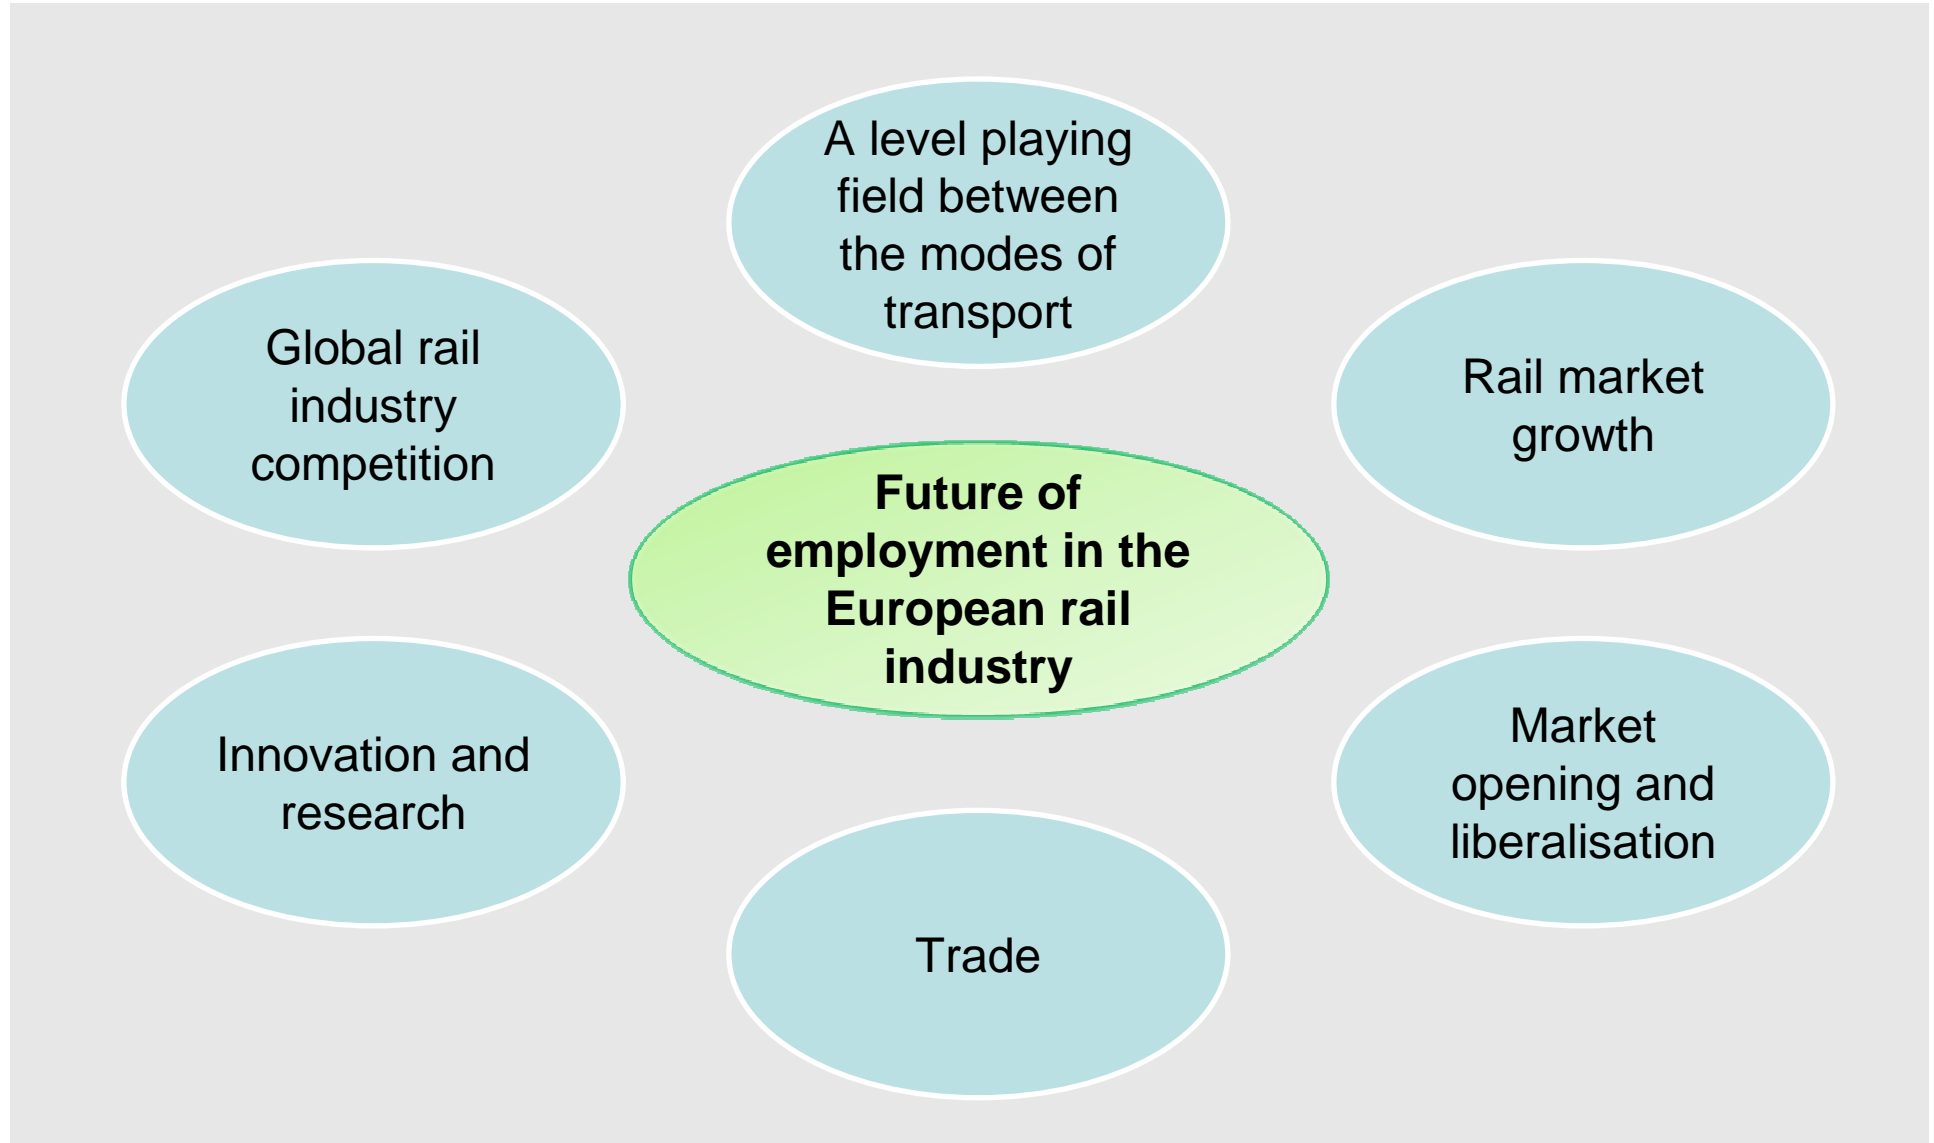 A level playing
field between
the modes of
transport
Global rail
industry
competition
Rail market
growth
Future of
employment in the
European rail
industry
Innovation and
research
Market
opening and
liberalisation
Trade